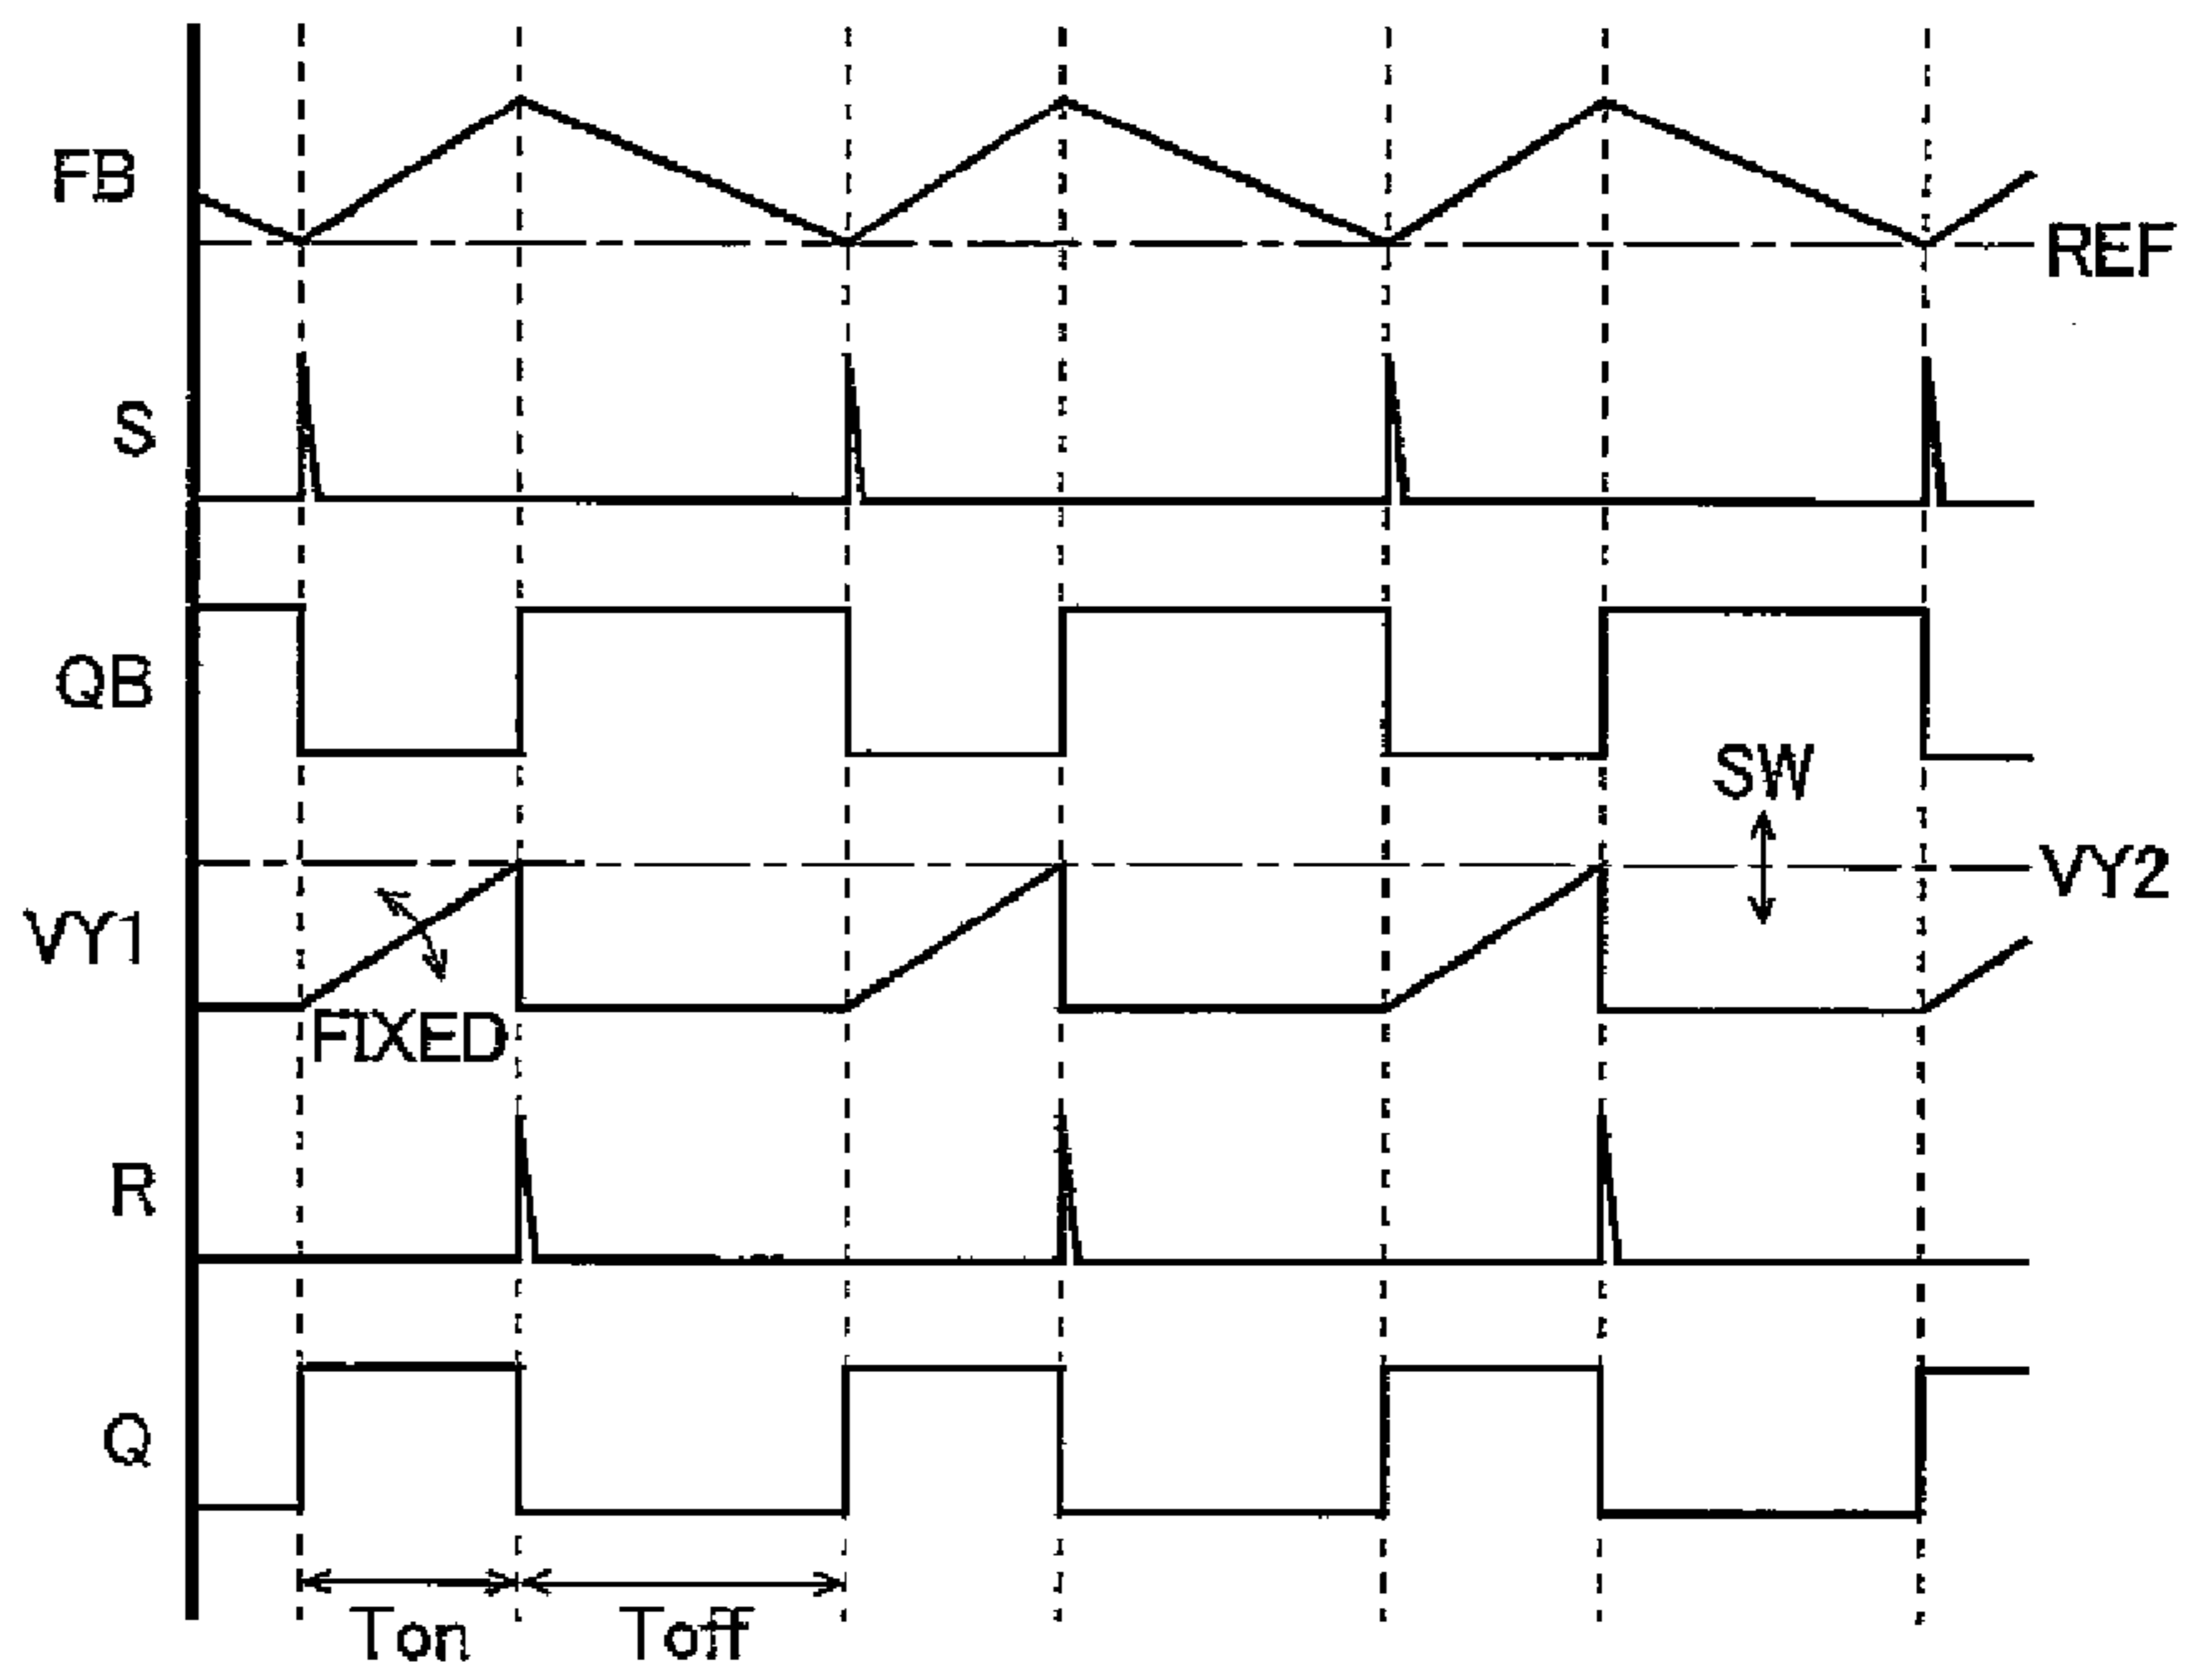 FB
REF
S
QB
SW
VY2
VY1
FIXED
R
Q
Ton
Toff